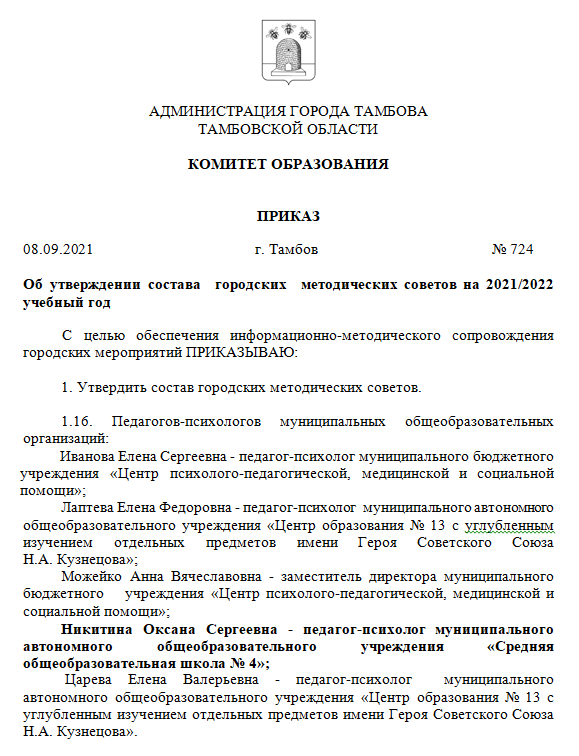 АДМИНИСТРАЦИЯ ГОРОДА ТАМБОВА
ТАМБОВСКОЙ ОБЛАСТИ
КОМИТЕТ ОБРАЗОВАНИЯ
ПРИКАЗ
08.09.2021 г. Тамбов № 724
Об утверждении состава городских методических советов на 2021/2022
учебный год
С целью обеспечения информационно-методического сопровождения
городских мероприятий ПРИКАЗЫВАЮ:
1. Утвердить состав городских методических советов.
1.16. Педагогов-психологов муниципальных общеобразовательных
организаций:
Иванова Елена Сергеевна - педагог-психолог муниципального бюджетного
учреждения «Центр психолого-педагогической, медицинской и социальной
помощи»;
Лаптева Елена Федоровна - педагог-психолог муниципального автономного
общеобразовательного учреждения «Центр образования № 13 с углубленным
изучением отдельных предметов имени Героя Советского Союза
Н.А. Кузнецова»;
Можейко Анна Вячеславовна - заместитель директора муниципального
бюджетного учреждения «Центр психолого-педагогической, медицинской и
социальной помощи»;
Никитина Оксана Сергеевна - педагог-психолог муниципального
автономного общеобразовательного учреждения «Средняя
общеобразовательная школа № 4»;
Царева Елена Валерьевна - педагог-психолог муниципального
автономного общеобразовательного учреждения «Центр образования № 13 с
углубленным изучением отдельных предметов имени Героя Советского Союза
Н.А. Кузнецова».